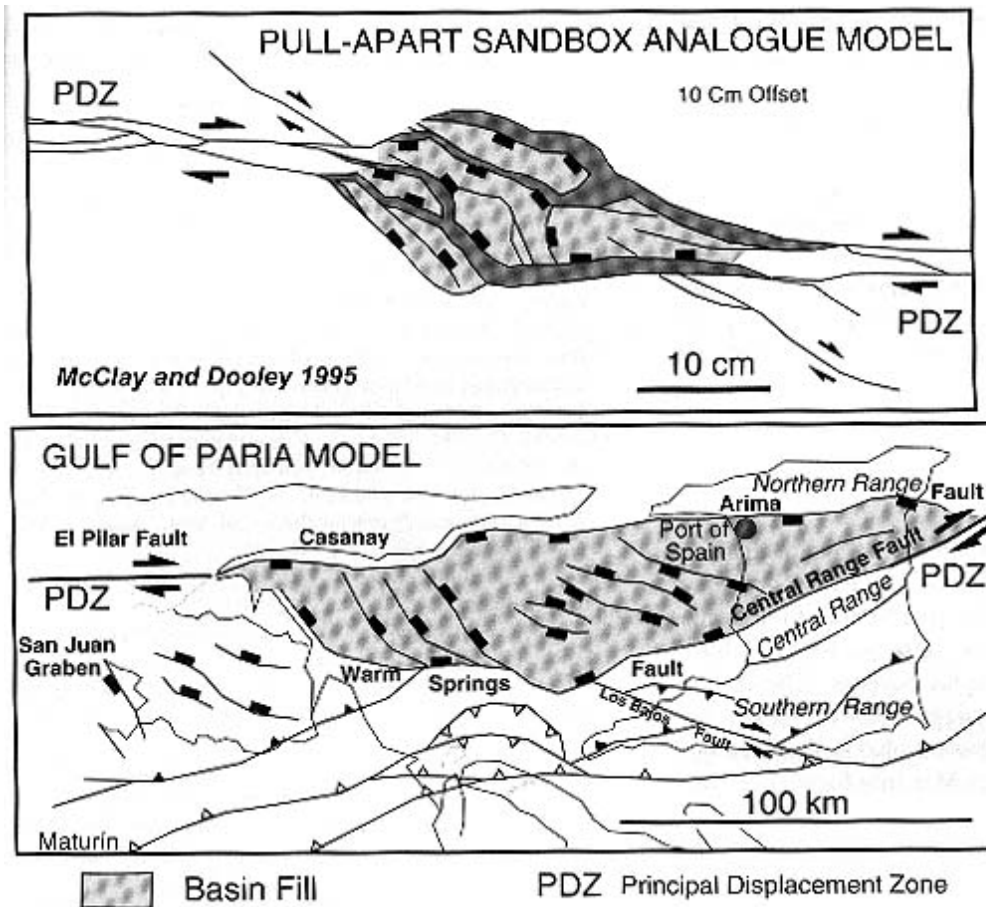 PULL-APART SANDBOX ANALOGUE MODEL
PDZ
10 Cm Offset
PDZ
10 cm
McClay and Dooley 1995
GULF OF PARIA MODEL
Northern Range
Arima
Fault
El Pilar Fault
Casanay
Port of
Spain
PDZ
Central Range Fault
PDZ
Central Range
San Juan
Graben
Warm
Springs
Fault
Los Bajos
Fault
Southern Range
100 km
Maturín
Basin Fill
PDZ Principal Displacement Zone